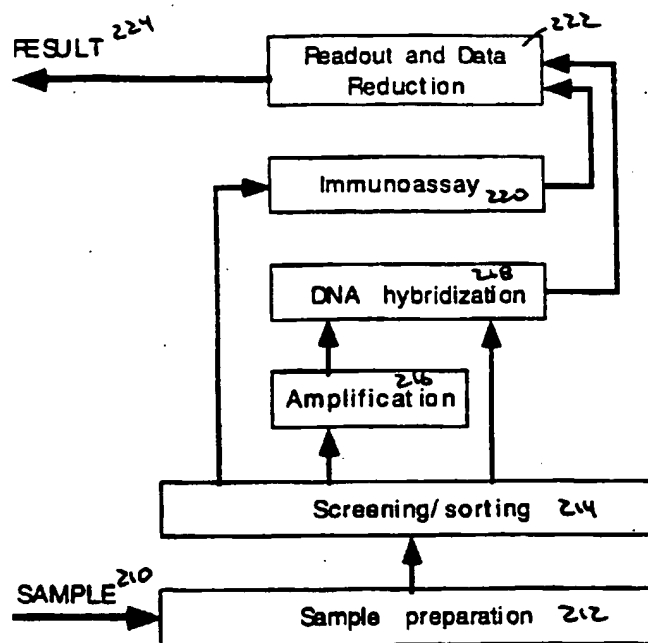 RESULT 224
222
Readout and Data
Reduction
Immunoassay 220
DNA hybridization 218
Amplification 216
Screening/sorting 214
SAMPLE 210
Sample preparation 212